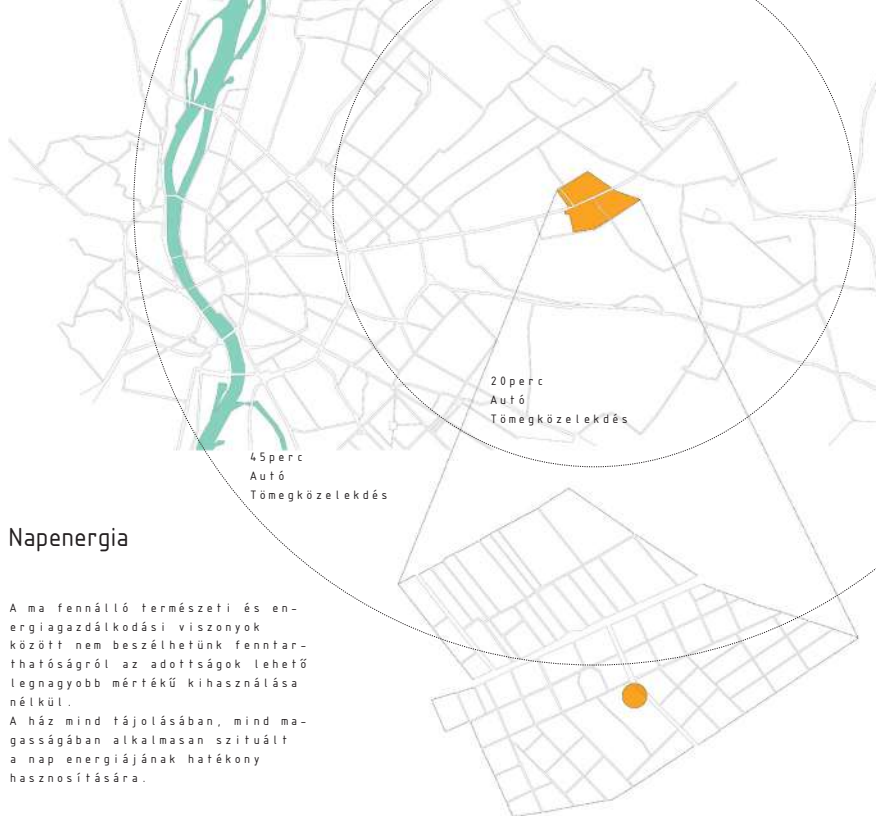 20perc
Autó
Tömegközelekdés
45perc
Autó
Tömegközelekdés
Napenergia
A ma fennálló természeti és en-
ergiagazdálkodási viszonyok
között nem beszélhetünk fenntar-
thatóságról az adottságok lehető
legnagyobb mértékű kihasználása
nélkül.
A ház mind tájolásában, mind ma-
gasságában alkalmasan szituált
a nap energiájának hatékony
hasznosítására.